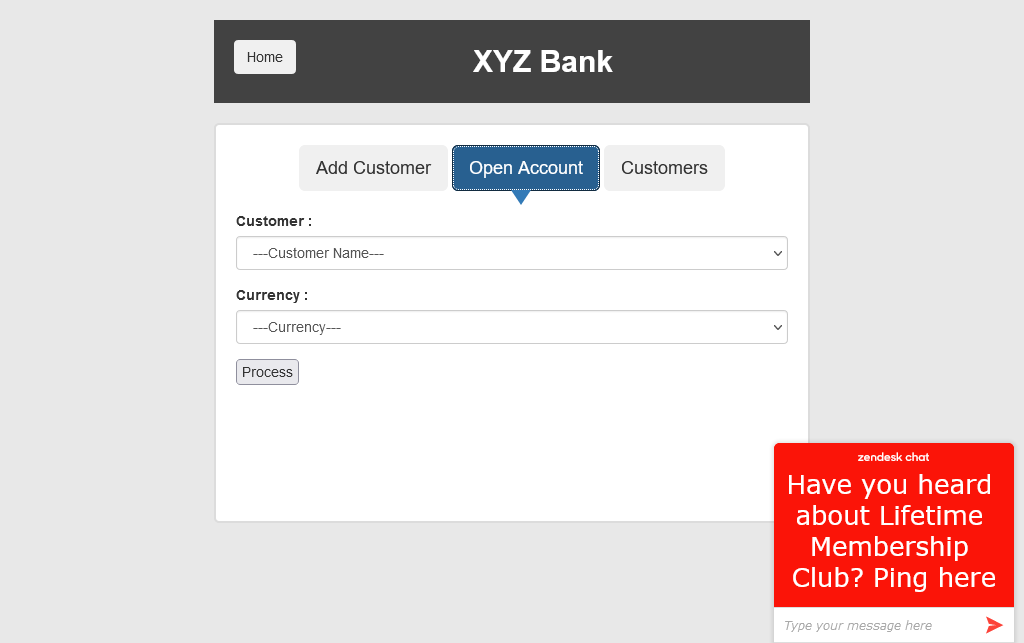 Home
XYZ Bank
Add Customer
Open Account
Customers
Customer :
---Customer Name---
Currency :
---Currency---
Process
zendesk chat
Have you heard
about Lifetime
Membership
Club? Ping here
Type your message here